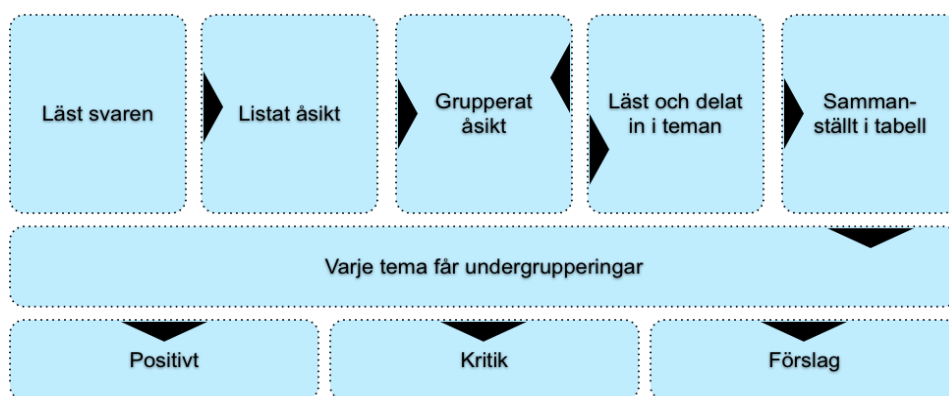 Läst svaren
Listat åsikt
Grupperat
åsikt
Läst och delat
in i teman
Samman-
ställt i tabell
Varje tema får undergrupperingar
Positivt
Kritik
Förslag